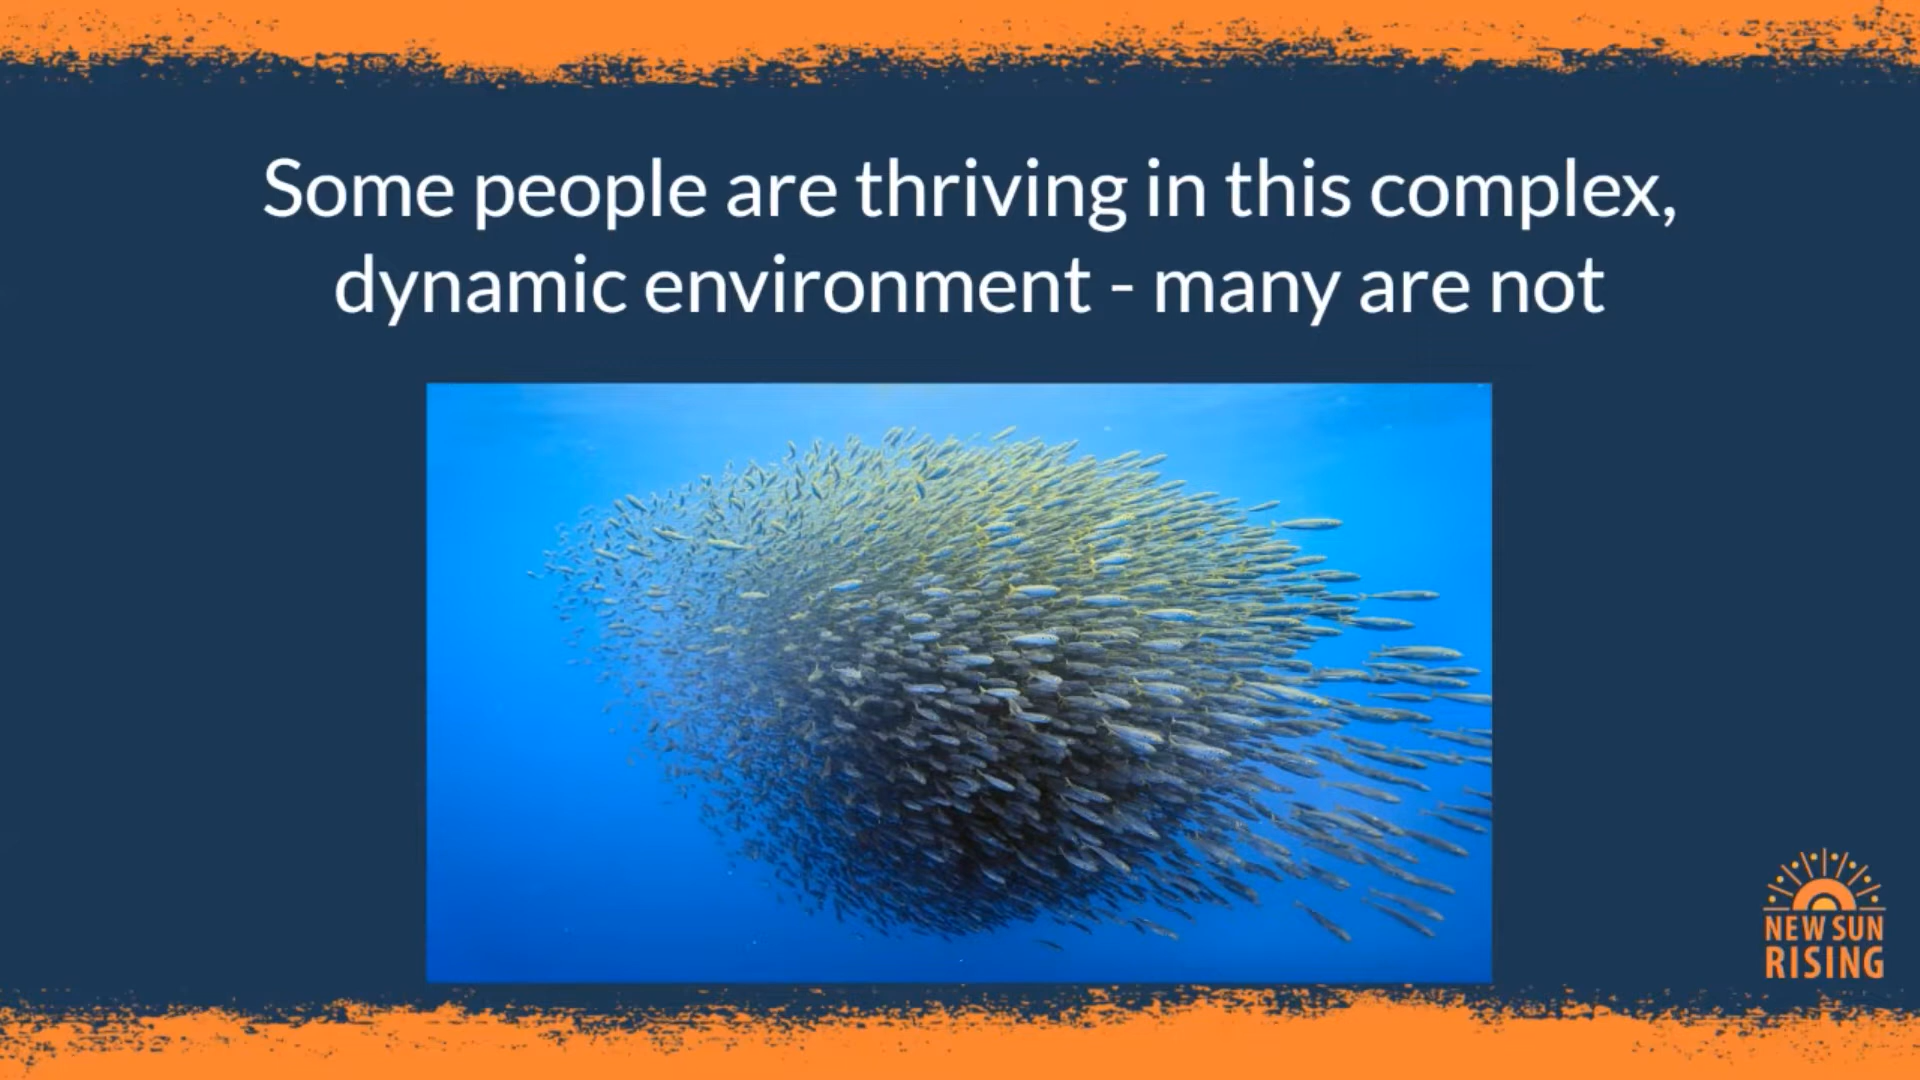 Some people are thriving in this complex,
dynamic environment - many are not
NEW SUN
RISING